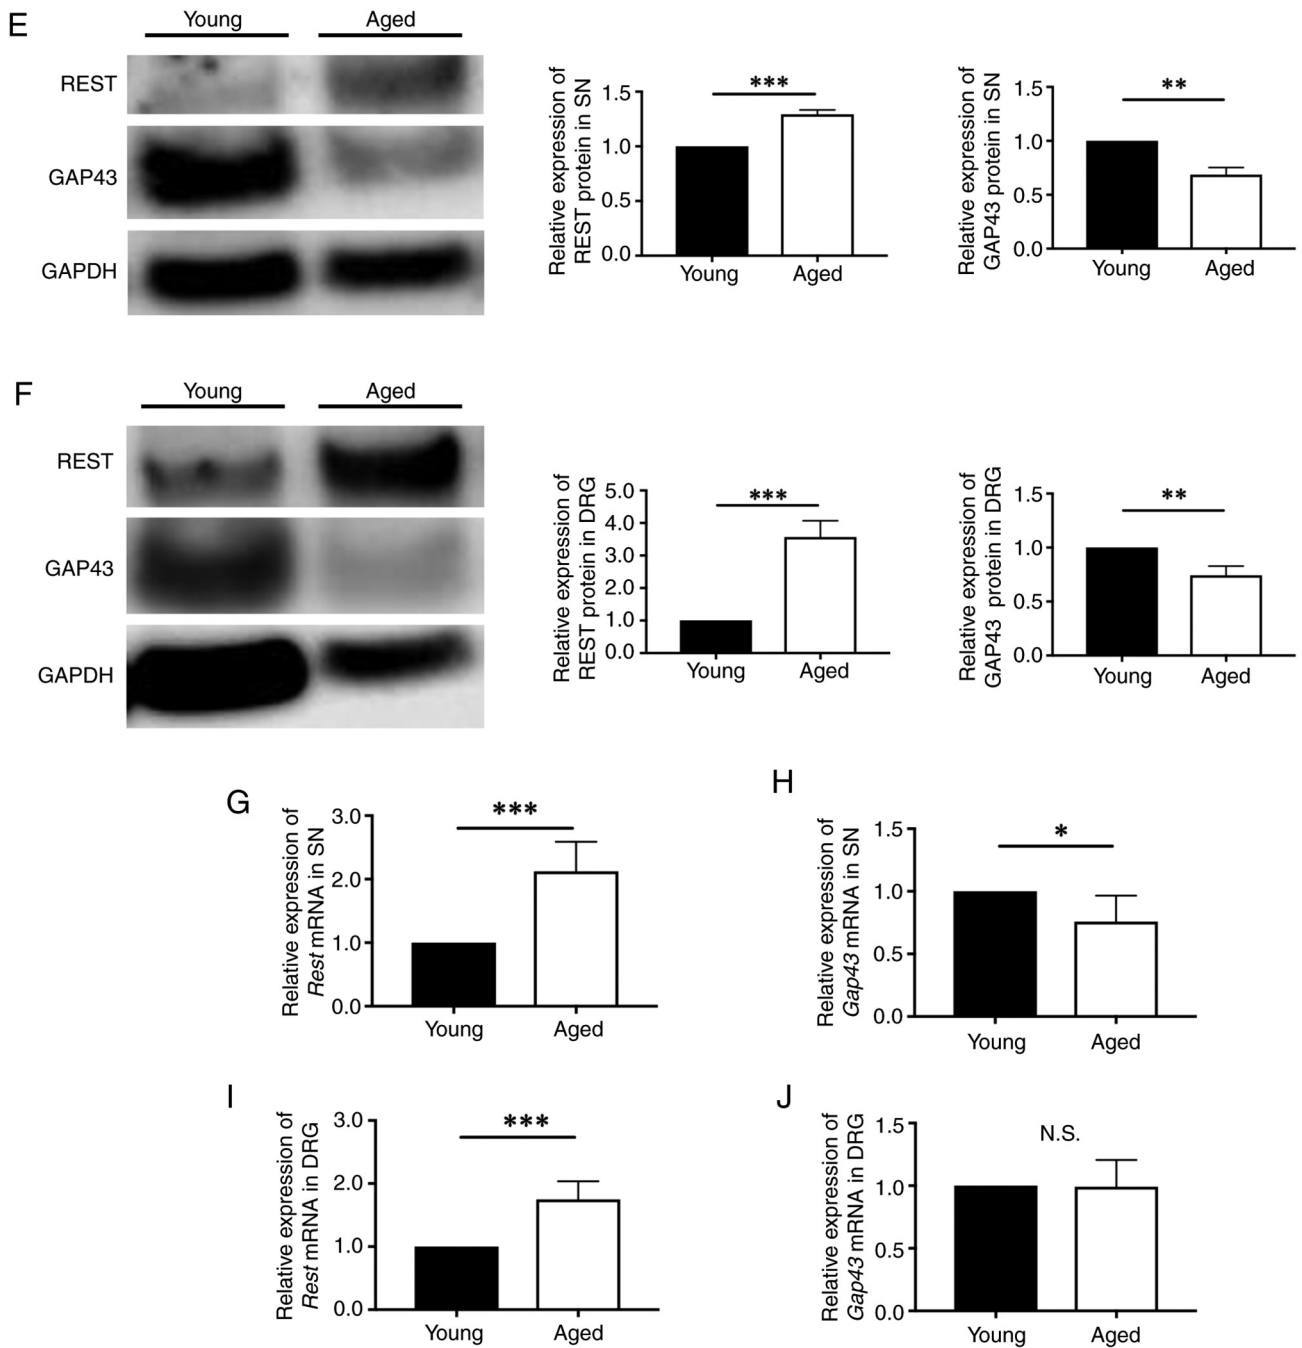 E
Young
Aged
REST
GAP43
GAPDH
Relative expression of
REST protein in SN
1.5
1.0
0.5
0.0
***
Young
Aged
Relative expression of
GAP43 protein in SN
1.5
1.0
0.5
0.0
**
Young
Aged
F
Young
Aged
REST
GAP43
GAPDH
Relative expression of
REST protein in DRG
5.0
4.0
3.0
2.0
1.0
0.0
***
Young
Aged
Relative expression of
GAP43 protein in DRG
1.5
1.0
0.5
0.0
**
Young
Aged
G
Relative expression of
Rest mRNA in SN
3.0
2.0
1.0
0.0
***
Young
Aged
H
Relative expression of
Gap43 mRNA in SN
1.5
1.0
0.5
0.0
*
Young
Aged
I
Relative expression of
Rest mRNA in DRG
3.0
2.0
1.0
0.0
***
Young
Aged
J
Relative expression of
Gap43 mRNA in DRG
1.5
1.0
0.5
0.0
N.S.
Young
Aged